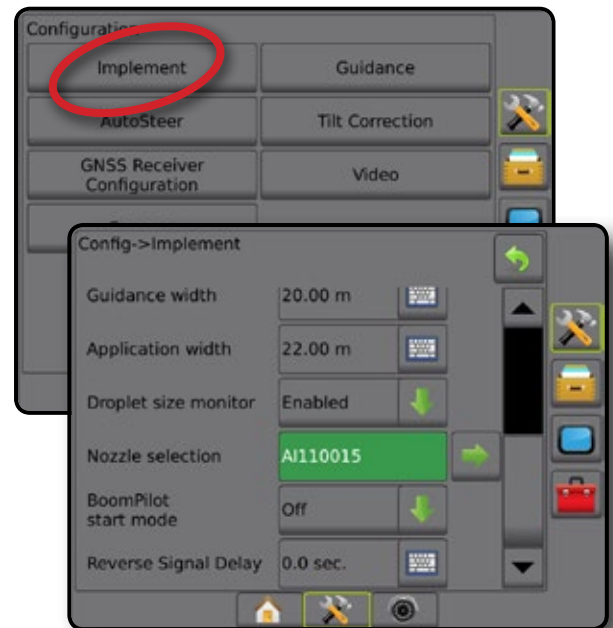 Configuration
Implement Guidance
AutoSteer Tilt Correction
GNSS Receiver
Configuration
Video
Config->Implement
Guidance width 20.00 m
Application width 22.00 m
Droplet size monitor Enabled
Nozzle selection AI110015
BoomPilot
start mode
Off
Reverse Signal Delay 0.0 sec.